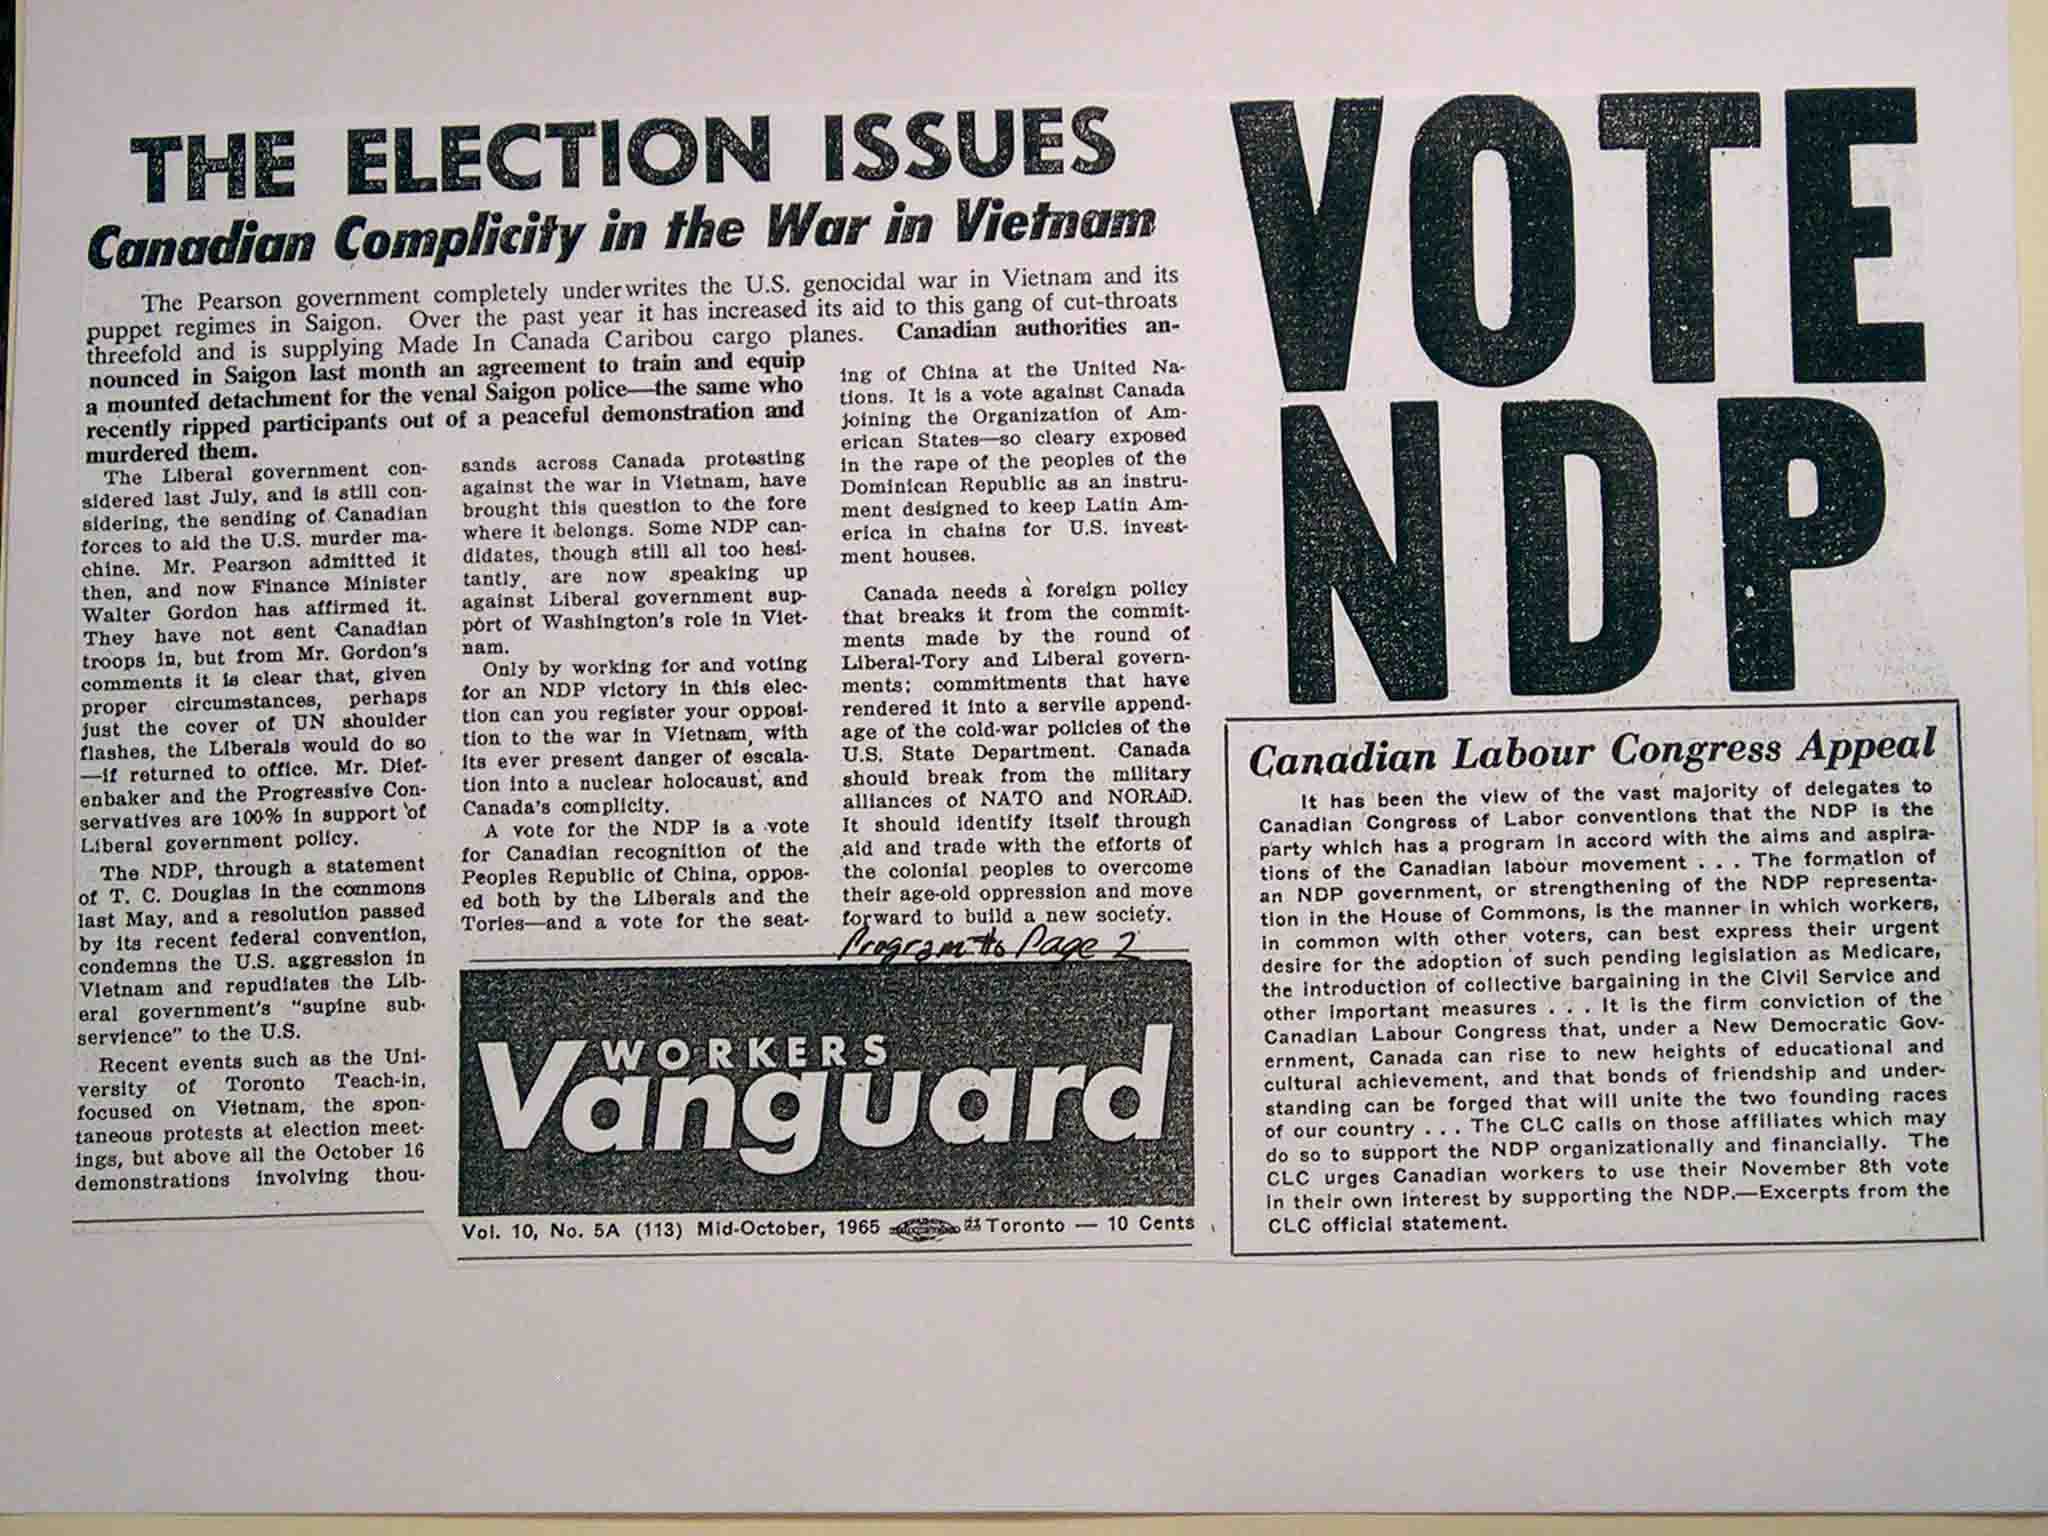 THE ELECTION ISSUES
Canadian Complicity in the War in Vietnam
The Pearson government completely underwrites the U.S. genocidal war in Vietnam and its
puppet regimes in Saigon. Over the past year it has increased its aid to this gang of cut-throats
threefold and is supplying Made In Canada Caribou cargo planes. Canadian authorities an-
nounced in Saigon last month an agreement to train and equip
a mounted detachment for the venal Saigon police—the same who
recently ripped participants out of a peaceful demonstration and
murdered them.
The Liberal government con-
sidered last July, and is still con-
sidering, the sending of Canadian
forces to aid the U.S. murder ma-
chine. Mr. Pearson admitted it
then, and now Finance Minister
Walter Gordon has affirmed it.
They have not sent Canadian
troops in, but from Mr. Gordon's
comments it is clear that, given
proper circumstances, perhaps
just the cover of UN shoulder
flashes, the Liberals would do so
—if returned to office. Mr. Dief-
enbaker and the Progressive Con-
servatives are 100% in support of
Liberal government policy.
The NDP, through a statement
of T. C. Douglas in the commons
last May, and a resolution passed
by its recent federal convention,
condemns the U.S. aggression in
Vietnam and repudiates the Lib-
eral government's "supine sub-
servience" to the U.S.
Recent events such as the Uni-
versity of Toronto Teach-in,
focused on Vietnam, the spon-
taneous protests at election meet-
ings, but above all the October 16
demonstrations involving thou-
sands across Canada protesting
against the war in Vietnam, have
brought this question to the fore
where it belongs. Some NDP can-
didates, though still all too hesi-
tantly, are now speaking up
against Liberal government sup-
port of Washington's role in Viet-
nam.
Only by working for and voting
for an NDP victory in this elec-
tion can you register your opposi-
tion to the war in Vietnam, with
its ever present danger of escala-
tion into a nuclear holocaust, and
Canada's complicity.
A vote for the NDP is a vote
for Canadian recognition of the
Peoples Republic of China, oppos-
ed both by the Liberals and the
Tories—and a vote for the seat-
ing of China at the United Na-
tions. It is a vote against Canada
joining the Organization of Am-
erican States—so cleary exposed
in the rape of the peoples of the
Dominican Republic as an instru-
ment designed to keep Latin Am-
erica in chains for U.S. invest-
ment houses.
Canada needs a foreign policy
that breaks it from the commit-
ments made by the round of
Liberal-Tory and Liberal govern-
ments; commitments that have
rendered it into a servile append-
age of the cold-war policies of the
U.S. State Department. Canada
should break from the military
alliances of NATO and NORAD.
It should identify itself through
aid and trade with the efforts of
the colonial peoples to overcome
their age-old oppression and move
forward to build a new society.
Program to Page 2
WORKERS
Vanguard
Vol. 10, No. 5A (113) Mid-October, 1965 Toronto — 10 Cents
VOTE
NDP
Canadian Labour Congress Appeal
It has been the view of the vast majority of delegates to
Canadian Congress of Labor conventions that the NDP is the
party which has a program in accord with the aims and aspira-
tions of the Canadian labour movement . . . The formation of
an NDP government, or strengthening of the NDP representa-
tion in the House of Commons, is the manner in which workers,
in common with other voters, can best express their urgent
desire for the adoption of such pending legislation as Medicare,
the introduction of collective bargaining in the Civil Service and
other important measures . . . It is the firm conviction of the
Canadian Labour Congress that, under a New Democratic Gov-
ernment, Canada can rise to new heights of educational and
cultural achievement, and that bonds of friendship and under-
standing can be forged that will unite the two founding races
of our country . . . The CLC calls on those affiliates which may
do so to support the NDP organizationally and financially. The
CLC urges Canadian workers to use their November 8th vote
in their own interest by supporting the NDP.—Excerpts from the
CLC official statement.